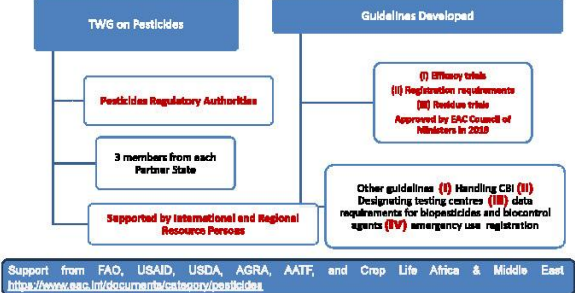 TWG on Pesticides
Pesticides Regulatory Authorities
3 members from each
Partner State
Supported by International and Regional
Resource Persons
Guidelines Developed
(I) Efficacy trials
(II) Registration requirements
(III) Residue trials
Approved by EAC Council of
Ministers in 2019
Other guidelines (I) Handling CBI (II)
Designating testing centres (III) data
requirements for biopesticides and biocontrol
agents (IV) emergency use registration
Support from FAO, USAID, USDA, AGRA, AATF, and Crop Life Africa & Middle East
https://www.eac.int/documents/category/pesticides